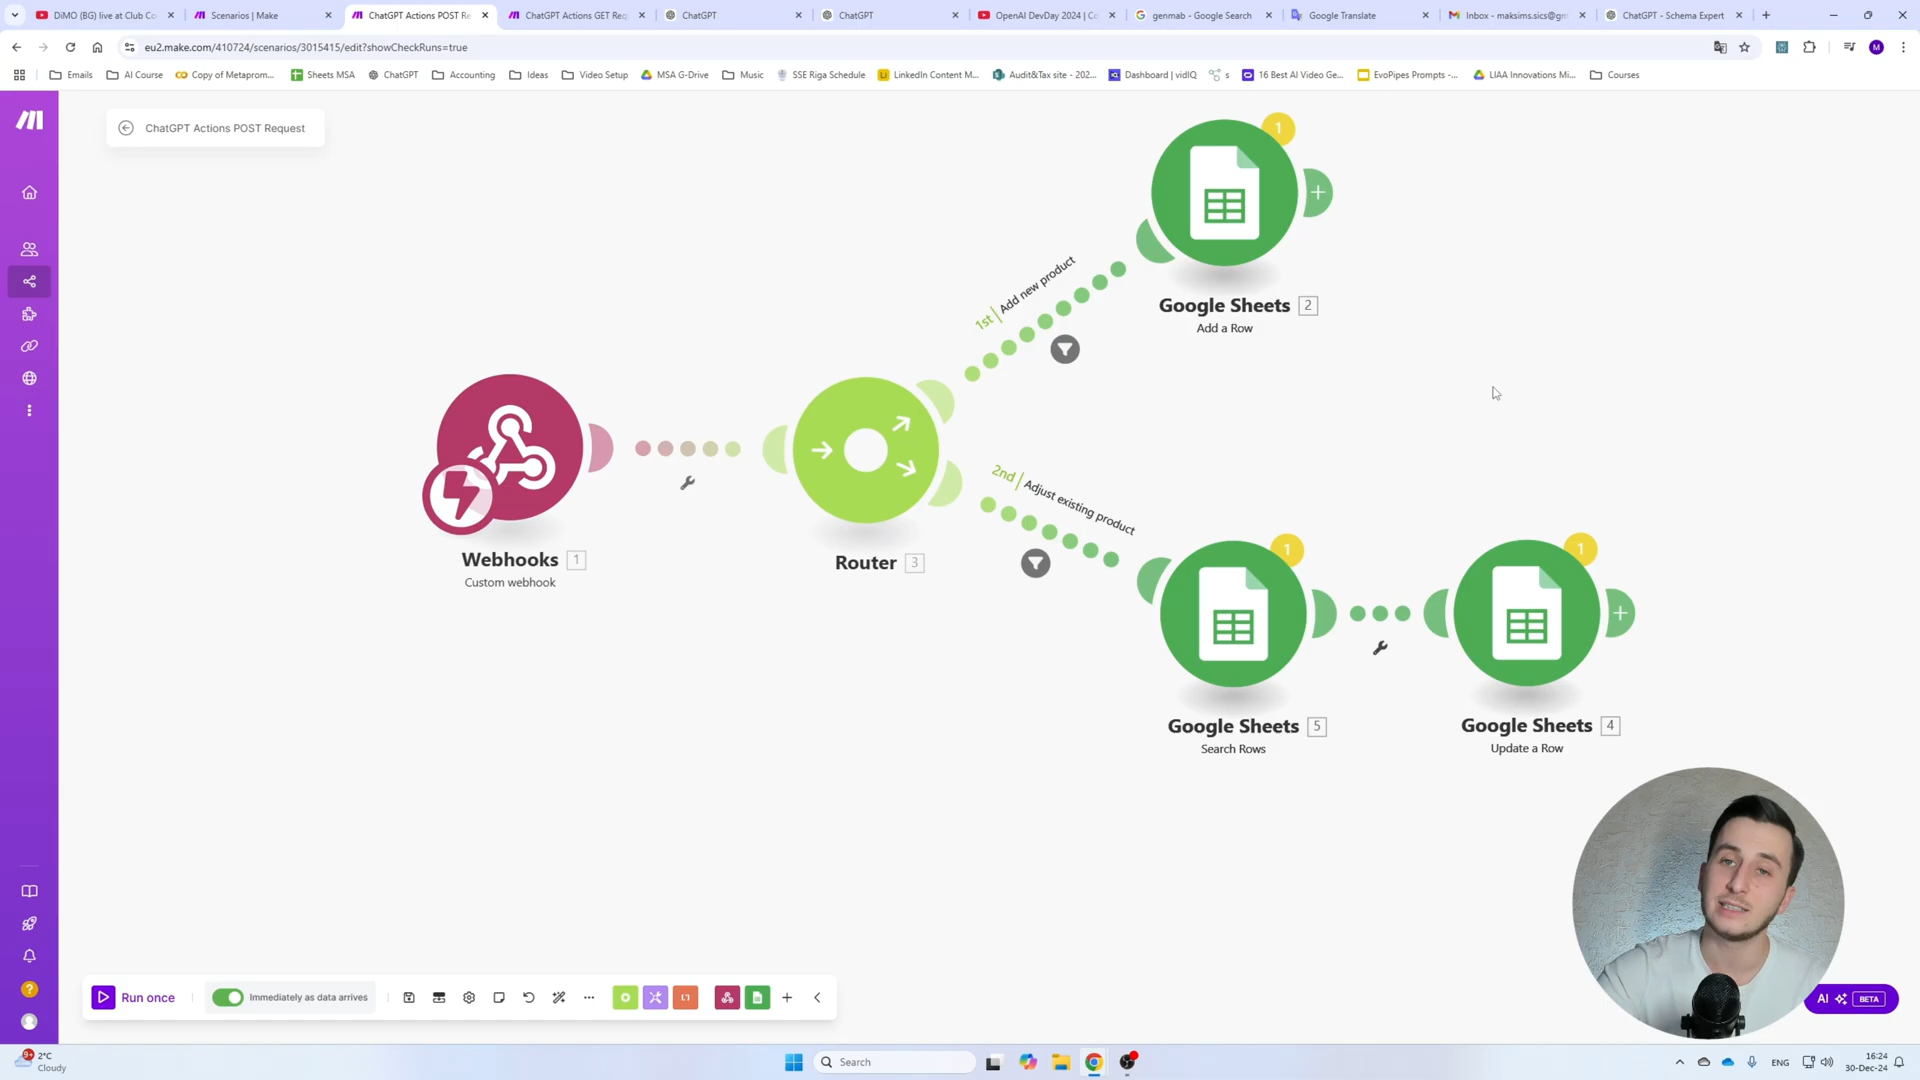 DiMO (BG) live at Club Co
Scenarios | Make
ChatGPT Actions POST Re
ChatGPT Actions GET Req
ChatGPT
ChatGPT
OpenAI DevDay 2024 | Co
genmab - Google Search
Google Translate
Inbox - maksims.sics@gm
ChatGPT - Schema Expert
eu2.make.com/410724/scenarios/3015415/edit?showCheckRuns=true
M
Emails
AI Course
Copy of Metaprom...
Sheets MSA
ChatGPT
Accounting
Ideas
Video Setup
MSA G-Drive
Music
SSE Riga Schedule
LinkedIn Content M...
Audit&Tax site - 202...
Dashboard | vidIQ
s
16 Best AI Video Ge...
EvoPipes Prompts -...
LIAA Innovations Mi...
Courses
ChatGPT Actions POST Request
1
1st | Add new product
Google Sheets 2
Add a Row
2nd | Adjust existing product
Webhooks 1
Custom webhook
Router 3
1
1
Google Sheets 5
Search Rows
Google Sheets 4
Update a Row
?
Run once
Immediately as data arrives
AI BETA
9+
2°C
Cloudy
Search
ENG
16:24
30-Dec-24